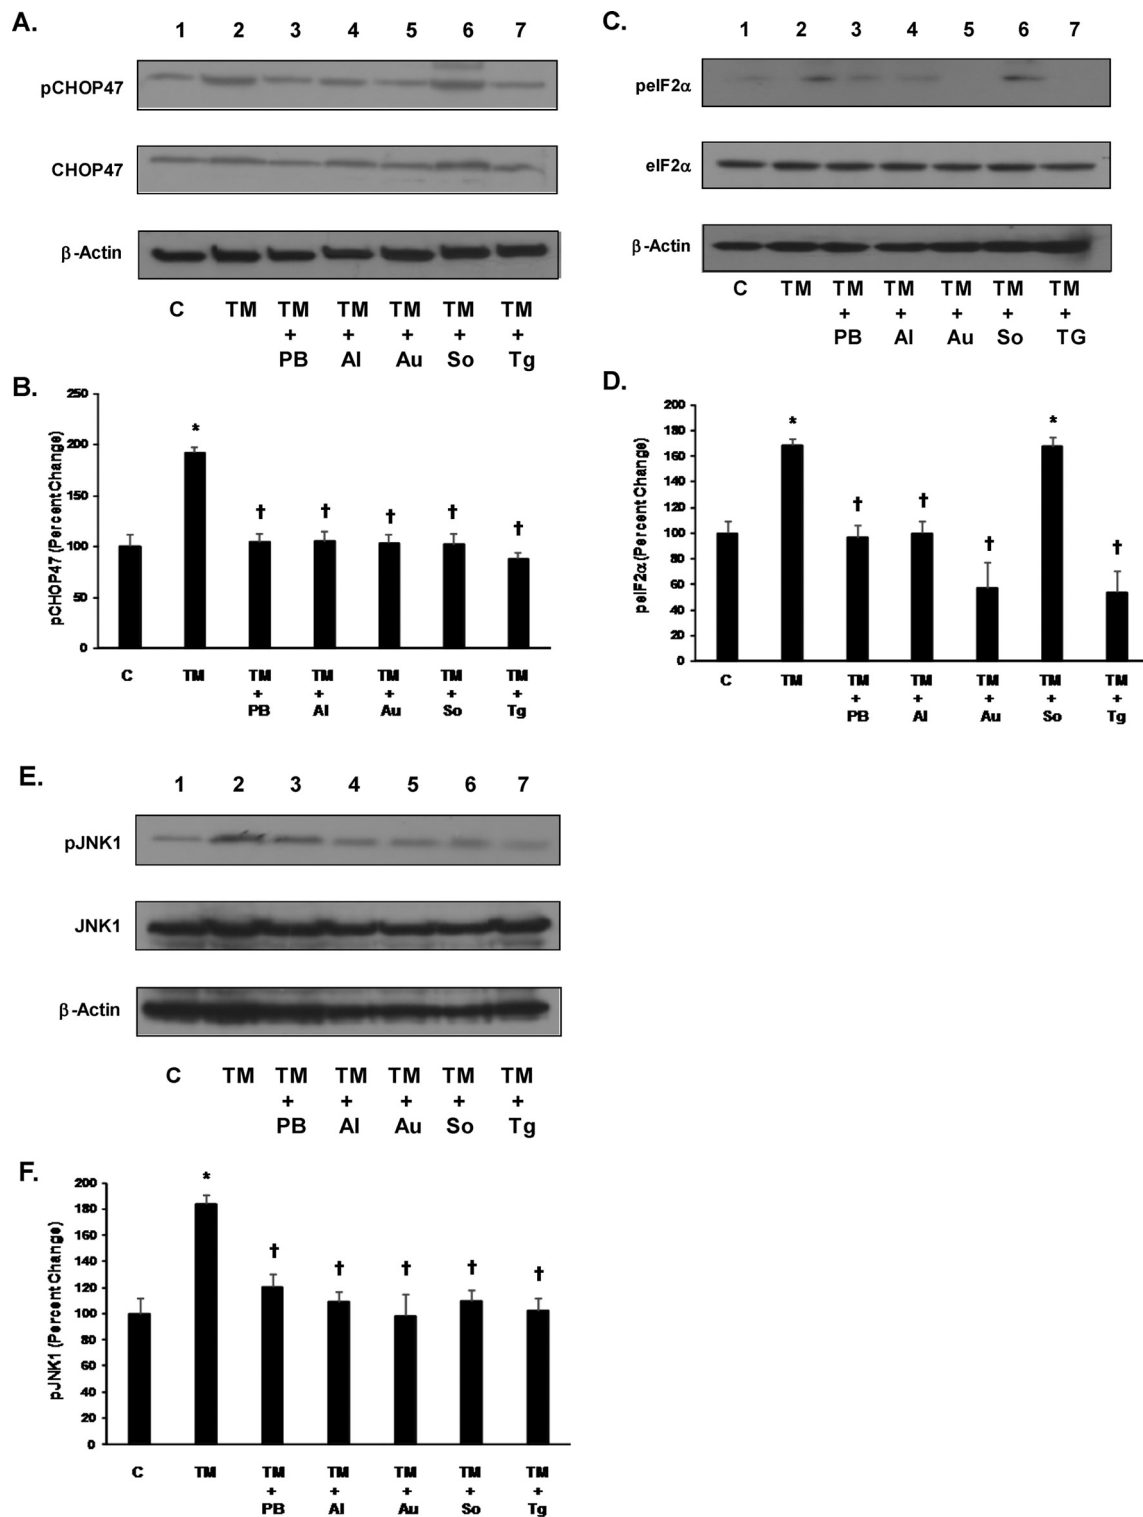 A.
1 2 3 4 5 6 7
pCHOP47
CHOP47
β-Actin
C TM TM TM TM TM TM
+ + + + +
PB Al Au So Tg
B.
250
200
150
100
50
0
pCHOP47 (Percent Change)
*
† † † † †
C TM TM TM TM TM TM
+ + + + +
PB Al Au So Tg
C.
1 2 3 4 5 6 7
peIF2α
eIF2α
β-Actin
C TM TM TM TM TM TM
+ + + + +
PB Al Au So TG
D.
200
180
160
140
120
100
80
60
40
20
0
peIF2α (Percent Change)
* *
† † † †
C TM TM TM TM TM TM
+ + + + +
PB Al Au So Tg
E.
1 2 3 4 5 6 7
pJNK1
JNK1
β-Actin
C TM TM TM TM TM TM
+ + + + +
PB Al Au So Tg
F.
200
180
160
140
120
100
80
60
40
20
0
pJNK1 (Percent Change)
*
† † † † †
C TM TM TM TM TM TM
+ + + + +
PB Al Au So Tg